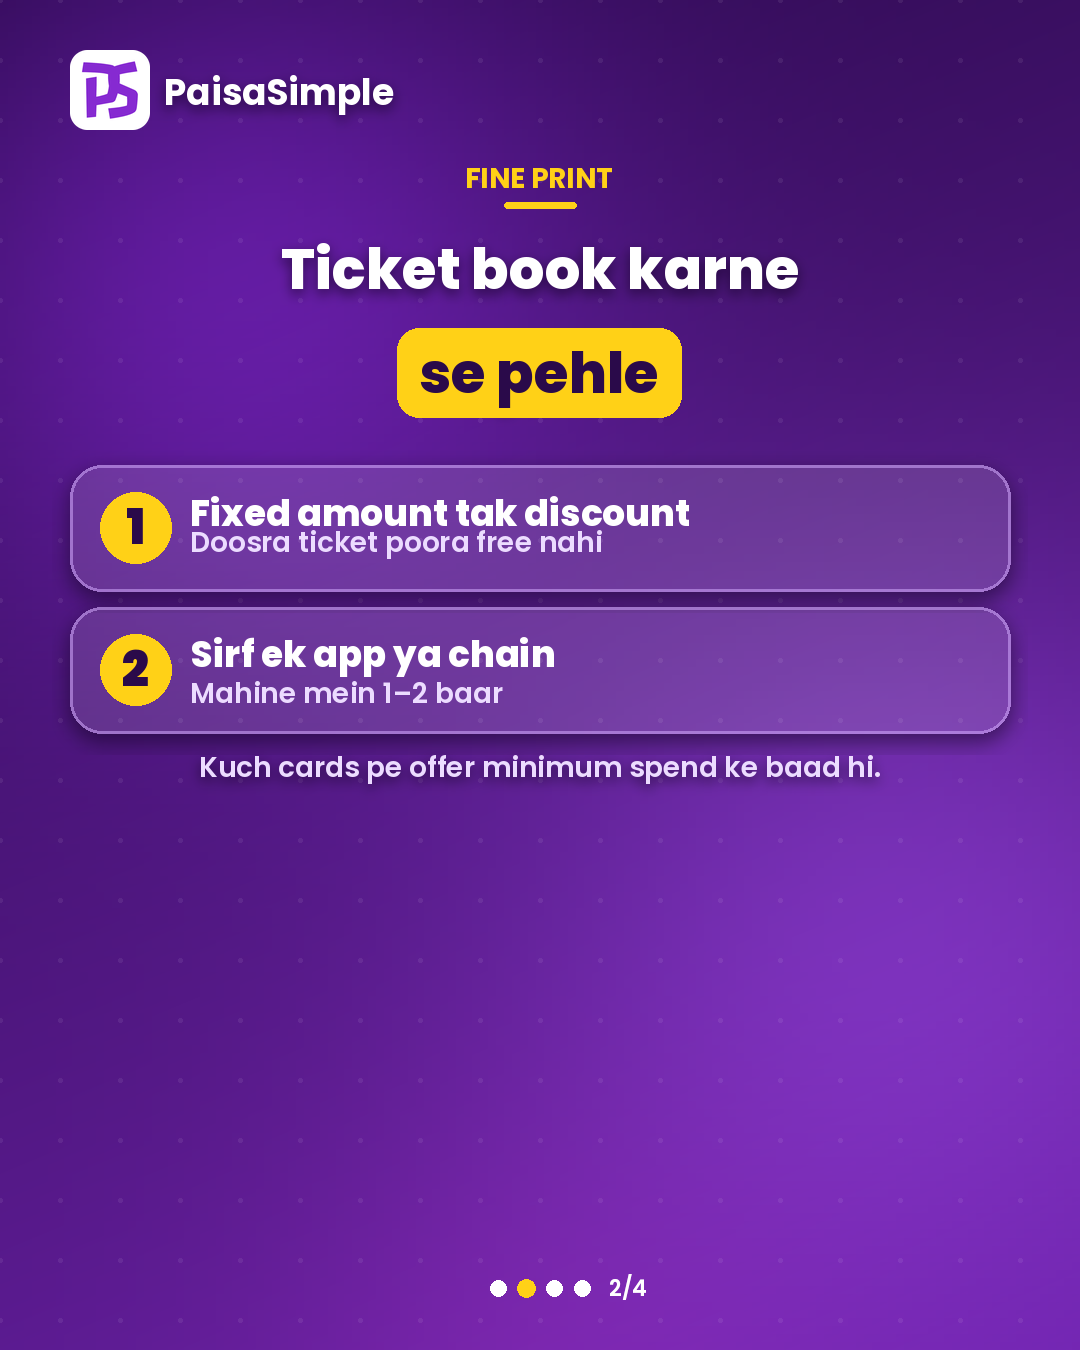 PaisaSimple
FINE PRINT
Ticket book karne
se pehle
1
Fixed amount tak discount
Doosra ticket poora free nahi
2
Sirf ek app ya chain
Mahine mein 1–2 baar
Kuch cards pe offer minimum spend ke baad hi.
2/4